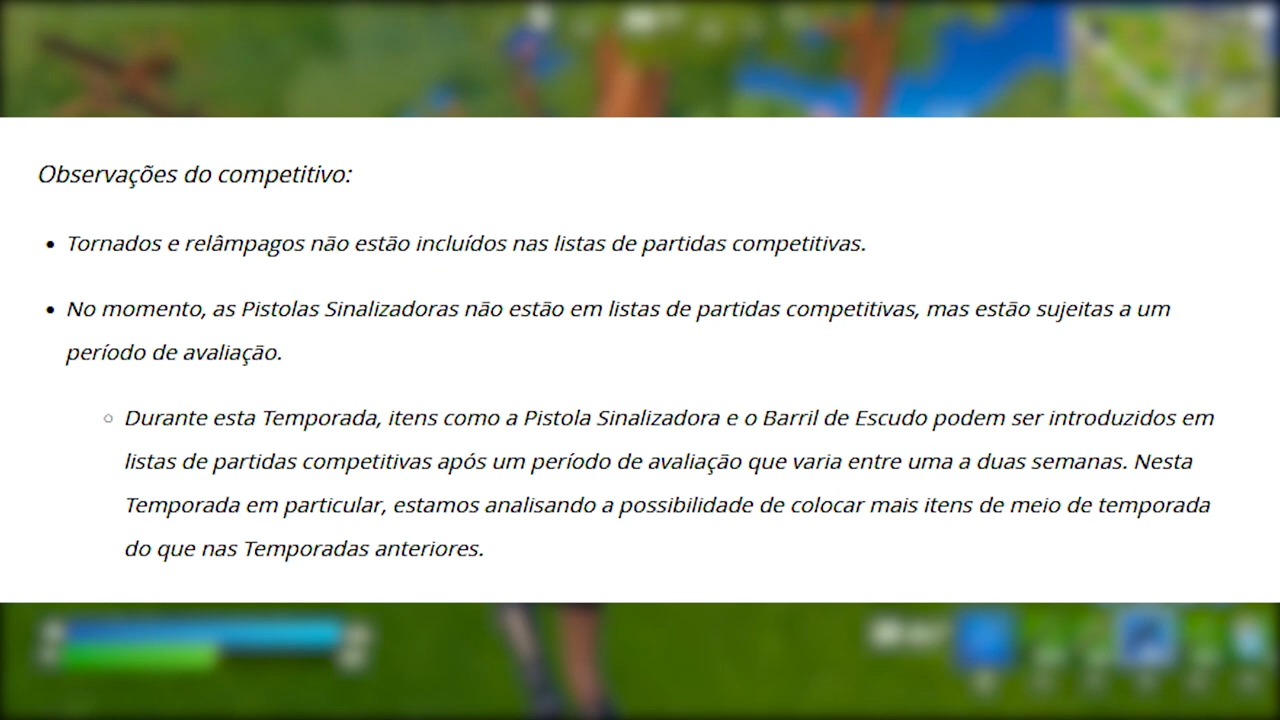 Observações do competitivo:
• Tornados e relâmpagos não estão incluídos nas listas de partidas competitivas.
• No momento, as Pistolas Sinalizadoras não estão em listas de partidas competitivas, mas estão sujeitas a um
período de avaliação.
○ Durante esta Temporada, itens como a Pistola Sinalizadora e o Barril de Escudo podem ser introduzidos em
listas de partidas competitivas após um período de avaliação que varia entre uma a duas semanas. Nesta
Temporada em particular, estamos analisando a possibilidade de colocar mais itens de meio de temporada
do que nas Temporadas anteriores.